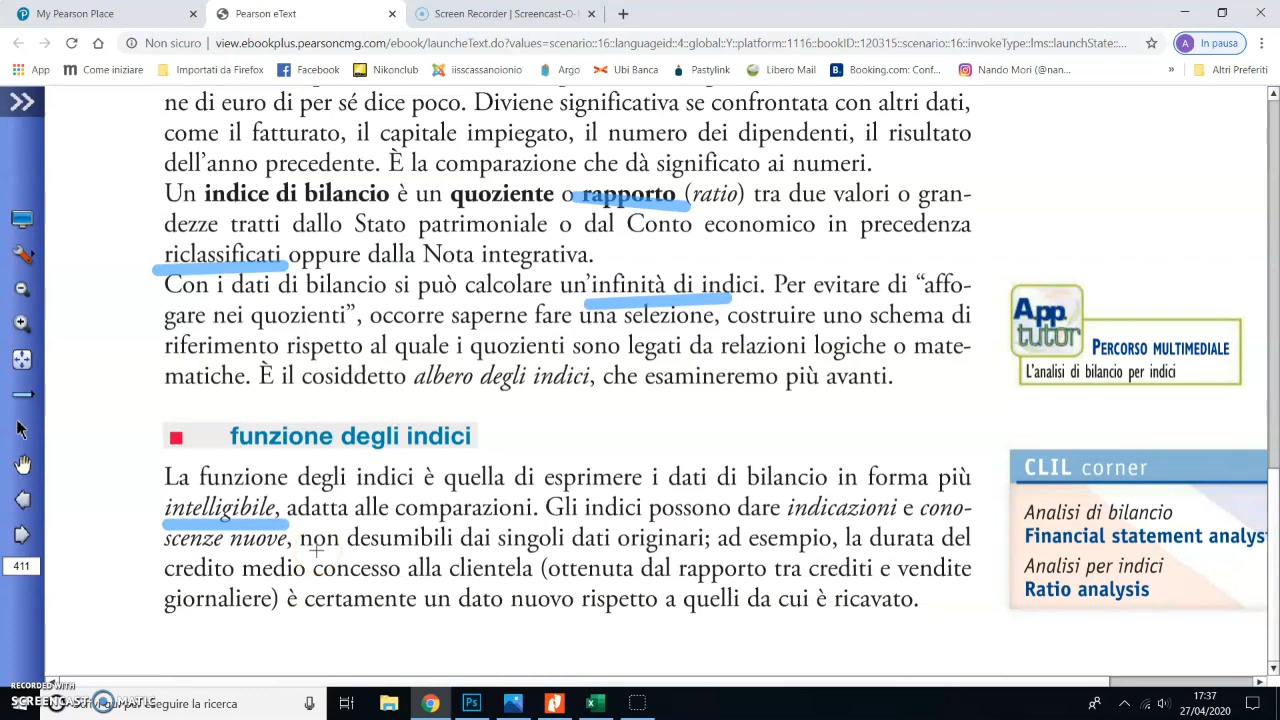 My Pearson Place
Pearson eText
Screen Recorder | Screencast-O-
Non sicuro | view.ebookplus.pearsoncmg.com/ebook/launcheText.do?values=scenario::16::languageid::4::global::Y::platform::1116::bookID::120315::scenario::16::invokeType::lms::launchState::...
In pausa
App
Come iniziare
Importati da Firefox
Facebook
Nikonclub
iisscassanoionio
Argo
Ubi Banca
Pastylink
Libero Mail
Booking.com: Conf...
Nando Mori (@nan...
»
Altri Preferiti
ne di euro di per sé dice poco. Diviene significativa se confrontata con altri dati,
come il fatturato, il capitale impiegato, il numero dei dipendenti, il risultato
dell'anno precedente. È la comparazione che dà significato ai numeri.
Un indice di bilancio è un quoziente o rapporto (ratio) tra due valori o gran-
dezze tratti dallo Stato patrimoniale o dal Conto economico in precedenza
riclassificati oppure dalla Nota integrativa.
Con i dati di bilancio si può calcolare un'infinità di indici. Per evitare di “affo-
gare nei quozienti”, occorre saperne fare una selezione, costruire uno schema di
riferimento rispetto al quale i quozienti sono legati da relazioni logiche o mate-
matiche. È il cosiddetto albero degli indici, che esamineremo più avanti.
App
tutor
PERCORSO MULTIMEDIALE
L'analisi di bilancio per indici
funzione degli indici
La funzione degli indici è quella di esprimere i dati di bilancio in forma più
intelligibile, adatta alle comparazioni. Gli indici possono dare indicazioni e cono-
scenze nuove, non desumibili dai singoli dati originari; ad esempio, la durata del
credito medio concesso alla clientela (ottenuta dal rapporto tra crediti e vendite
giornaliere) è certamente un dato nuovo rispetto a quelli da cui è ricavato.
CLIL corner
Analisi di bilancio
Financial statement analys
Analisi per indici
Ratio analysis
411
RECORDED WITH
SCREENCAST MATIC
per eseguire la ricerca
17:37
27/04/2020